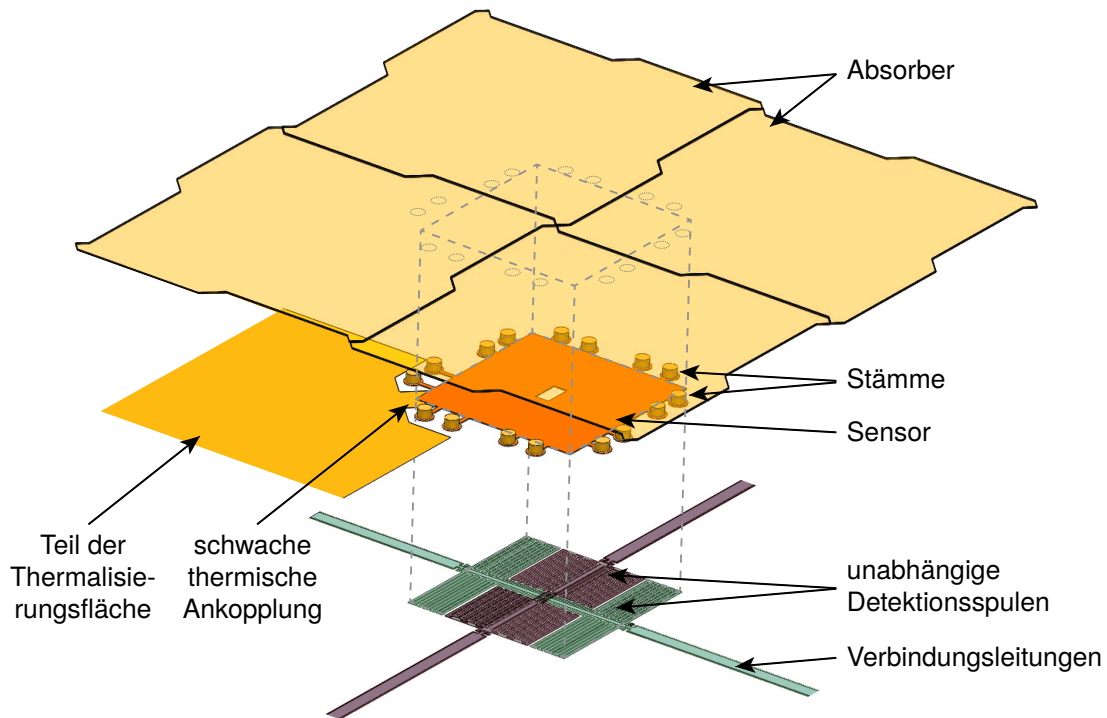 Absorber
Stämme
Sensor
Teil der
Thermalisie-
rungsfläche
schwache
thermische
Ankopplung
unabhängige
Detektionsspulen
Verbindungsleitungen